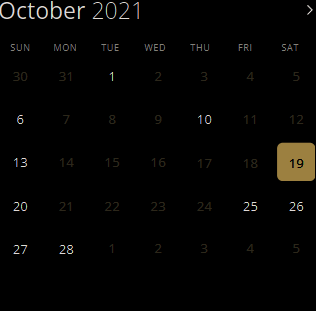 October 2021
SUN MON TUE WED THU FRI SAT
30 31 1 2 3 4 5
6 7 8 9 10 11 12
13 14 15 16 17 18 19
20 21 22 23 24 25 26
27 28 1 2 3 4 5